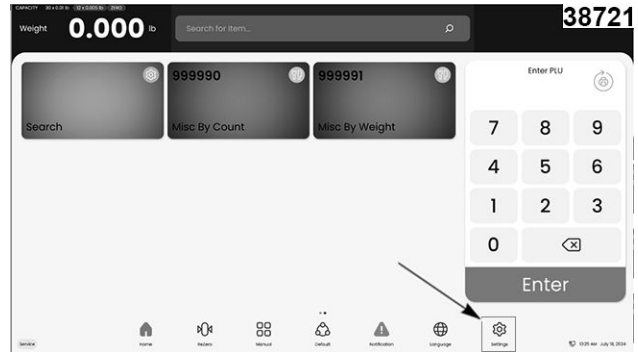 CAPACITY 30 x 0.01 lb 12 x 0.005 lb ZERO
38721
Weight 0.000 lb
Search for item...
Search
999990
Misc By Count
999991
Misc By Weight
Enter PLU
7 8 9
4 5 6
1 2 3
0
Enter
Service
Home
ReZero
Manual
Default
Notification
Language
Settings
10:25 AM July 16, 2024